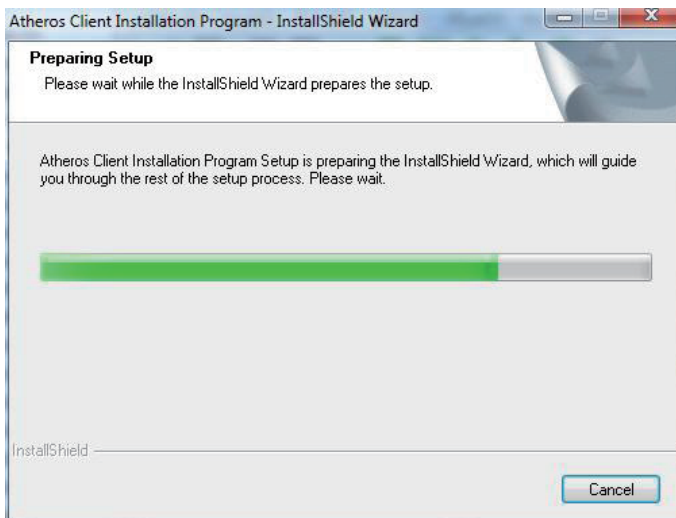 Atheros Client Installation Program - InstallShield Wizard
Preparing Setup
Please wait while the InstallShield Wizard prepares the setup.
Atheros Client Installation Program Setup is preparing the InstallShield Wizard, which will guide
you through the rest of the setup process. Please wait.
InstallShield
Cancel